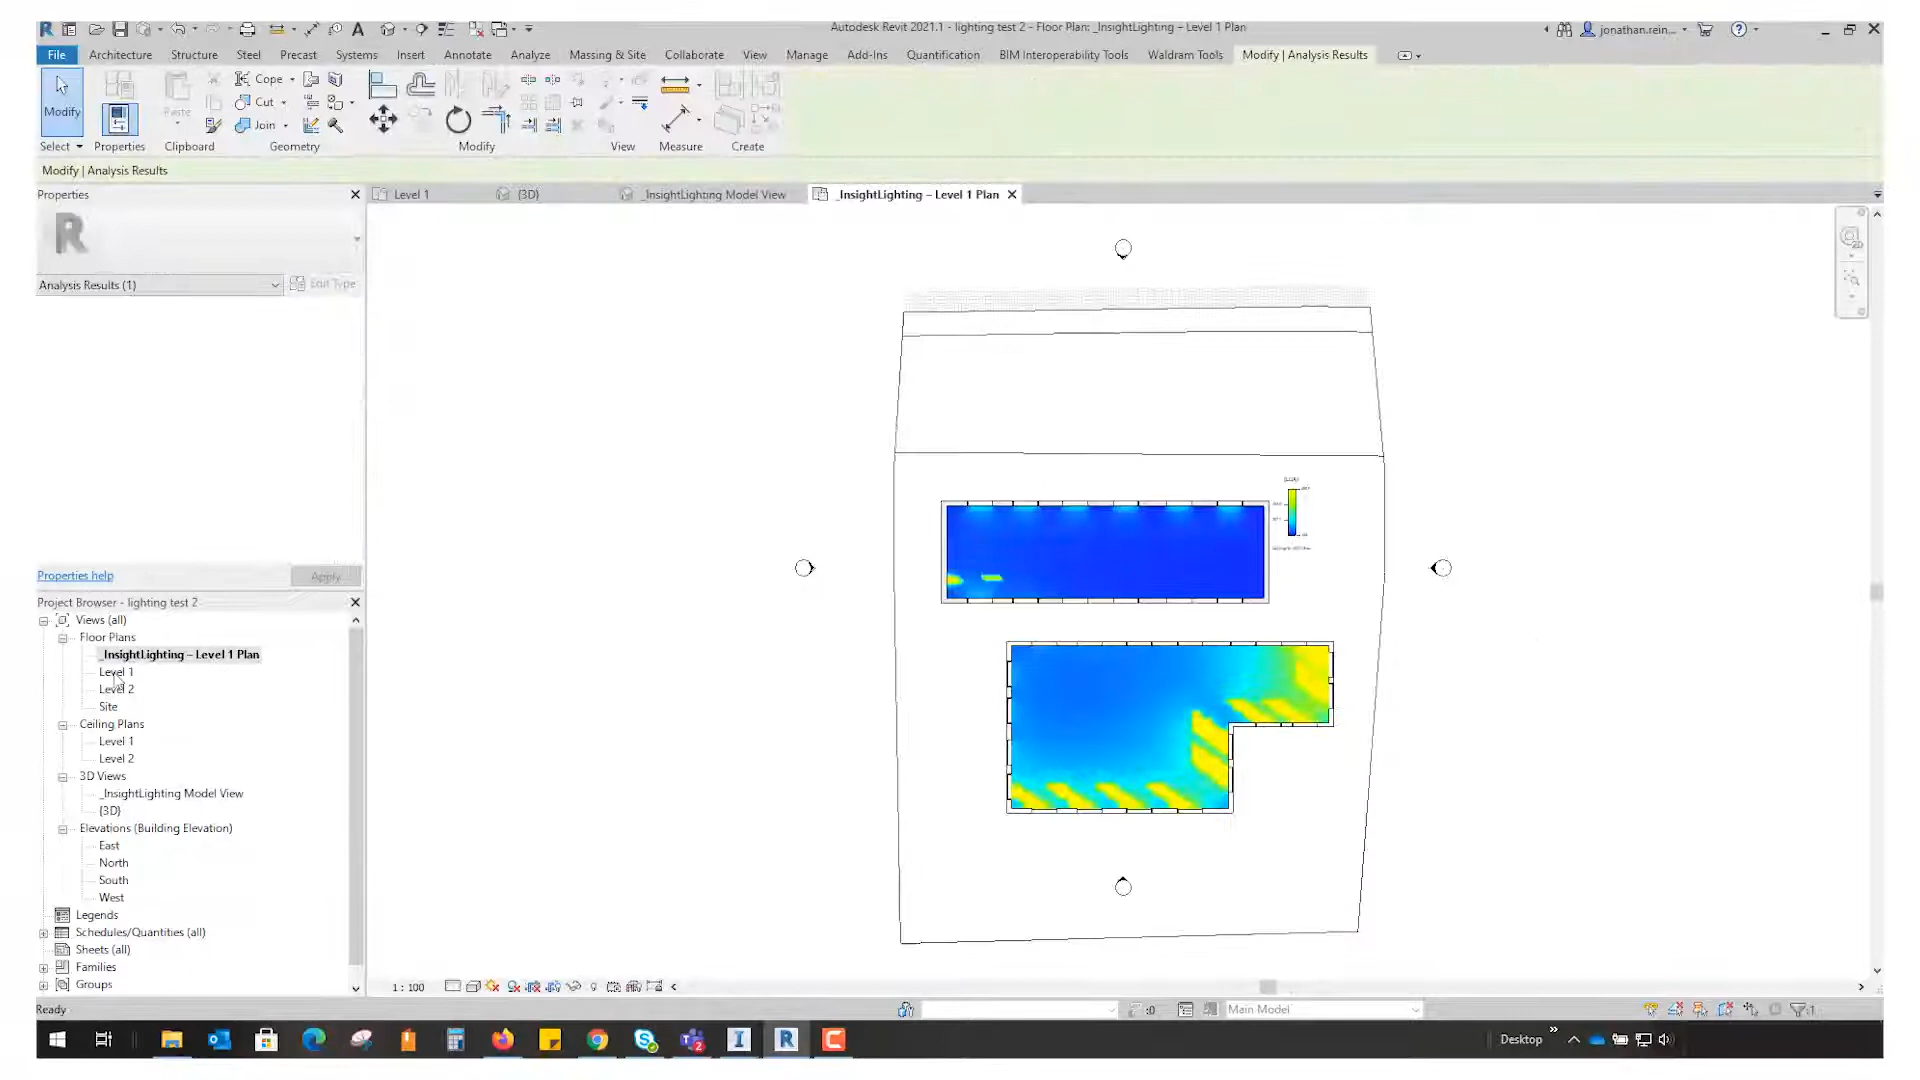 Autodesk Revit 2021.1 - lighting test 2 - Floor Plan: _InsightLighting – Level 1 Plan
jonathan.rein...
File Architecture Structure Steel Precast Systems Insert Annotate Analyze Massing & Site Collaborate View Manage Add-Ins Quantification BIM Interoperability Tools Waldram Tools Modify | Analysis Results
Modify
Paste
Cope
Cut
Join
Select Properties Clipboard Geometry Modify View Measure Create
Modify | Analysis Results
Properties
Level 1 {3D} _InsightLighting Model View _InsightLighting – Level 1 Plan
R
Analysis Results (1)
Edit Type
Properties help
Apply
Project Browser - lighting test 2
Views (all)
Floor Plans
_InsightLighting – Level 1 Plan
Level 1
Level 2
Site
Ceiling Plans
Level 1
Level 2
3D Views
_InsightLighting Model View
{3D}
Elevations (Building Elevation)
East
North
South
West
Legends
Schedules/Quantities (all)
Sheets (all)
Families
Groups
1 : 100
Ready
:0
Main Model
:1
Desktop